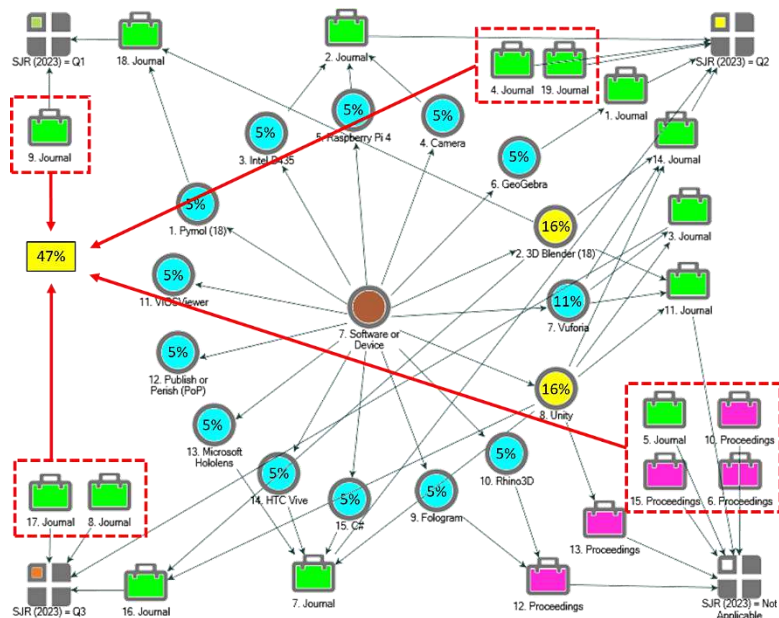 SJR (2023) = Q1
18. Journal
2. Journal
4. Journal
19. Journal
SJR (2023) = Q2
1. Journal
9. Journal
5%
3. Intel D435
5%
5. Raspberry Pi 4
5%
4. Camera
5%
6. GeoGebra
14. Journal
5%
1. Pymol (18)
16%
2. 3D Blender (18)
3. Journal
47%
5%
11. VIOSViewer
7. Software or
Device
11%
7. Vuforia
11. Journal
5%
12. Publish or
Perish (PoP)
16%
8. Unity
5%
13. Microsoft
Hololens
5%
14. HTC Vive
5%
15. C#
5%
9. Fologram
5%
10. Rhino3D
5. Journal
10. Proceedings
15. Proceedings
6. Proceedings
17. Journal
8. Journal
13. Proceedings
SJR (2023) = Q3
16. Journal
7. Journal
12. Proceedings
SJR (2023) = Not
Applicable